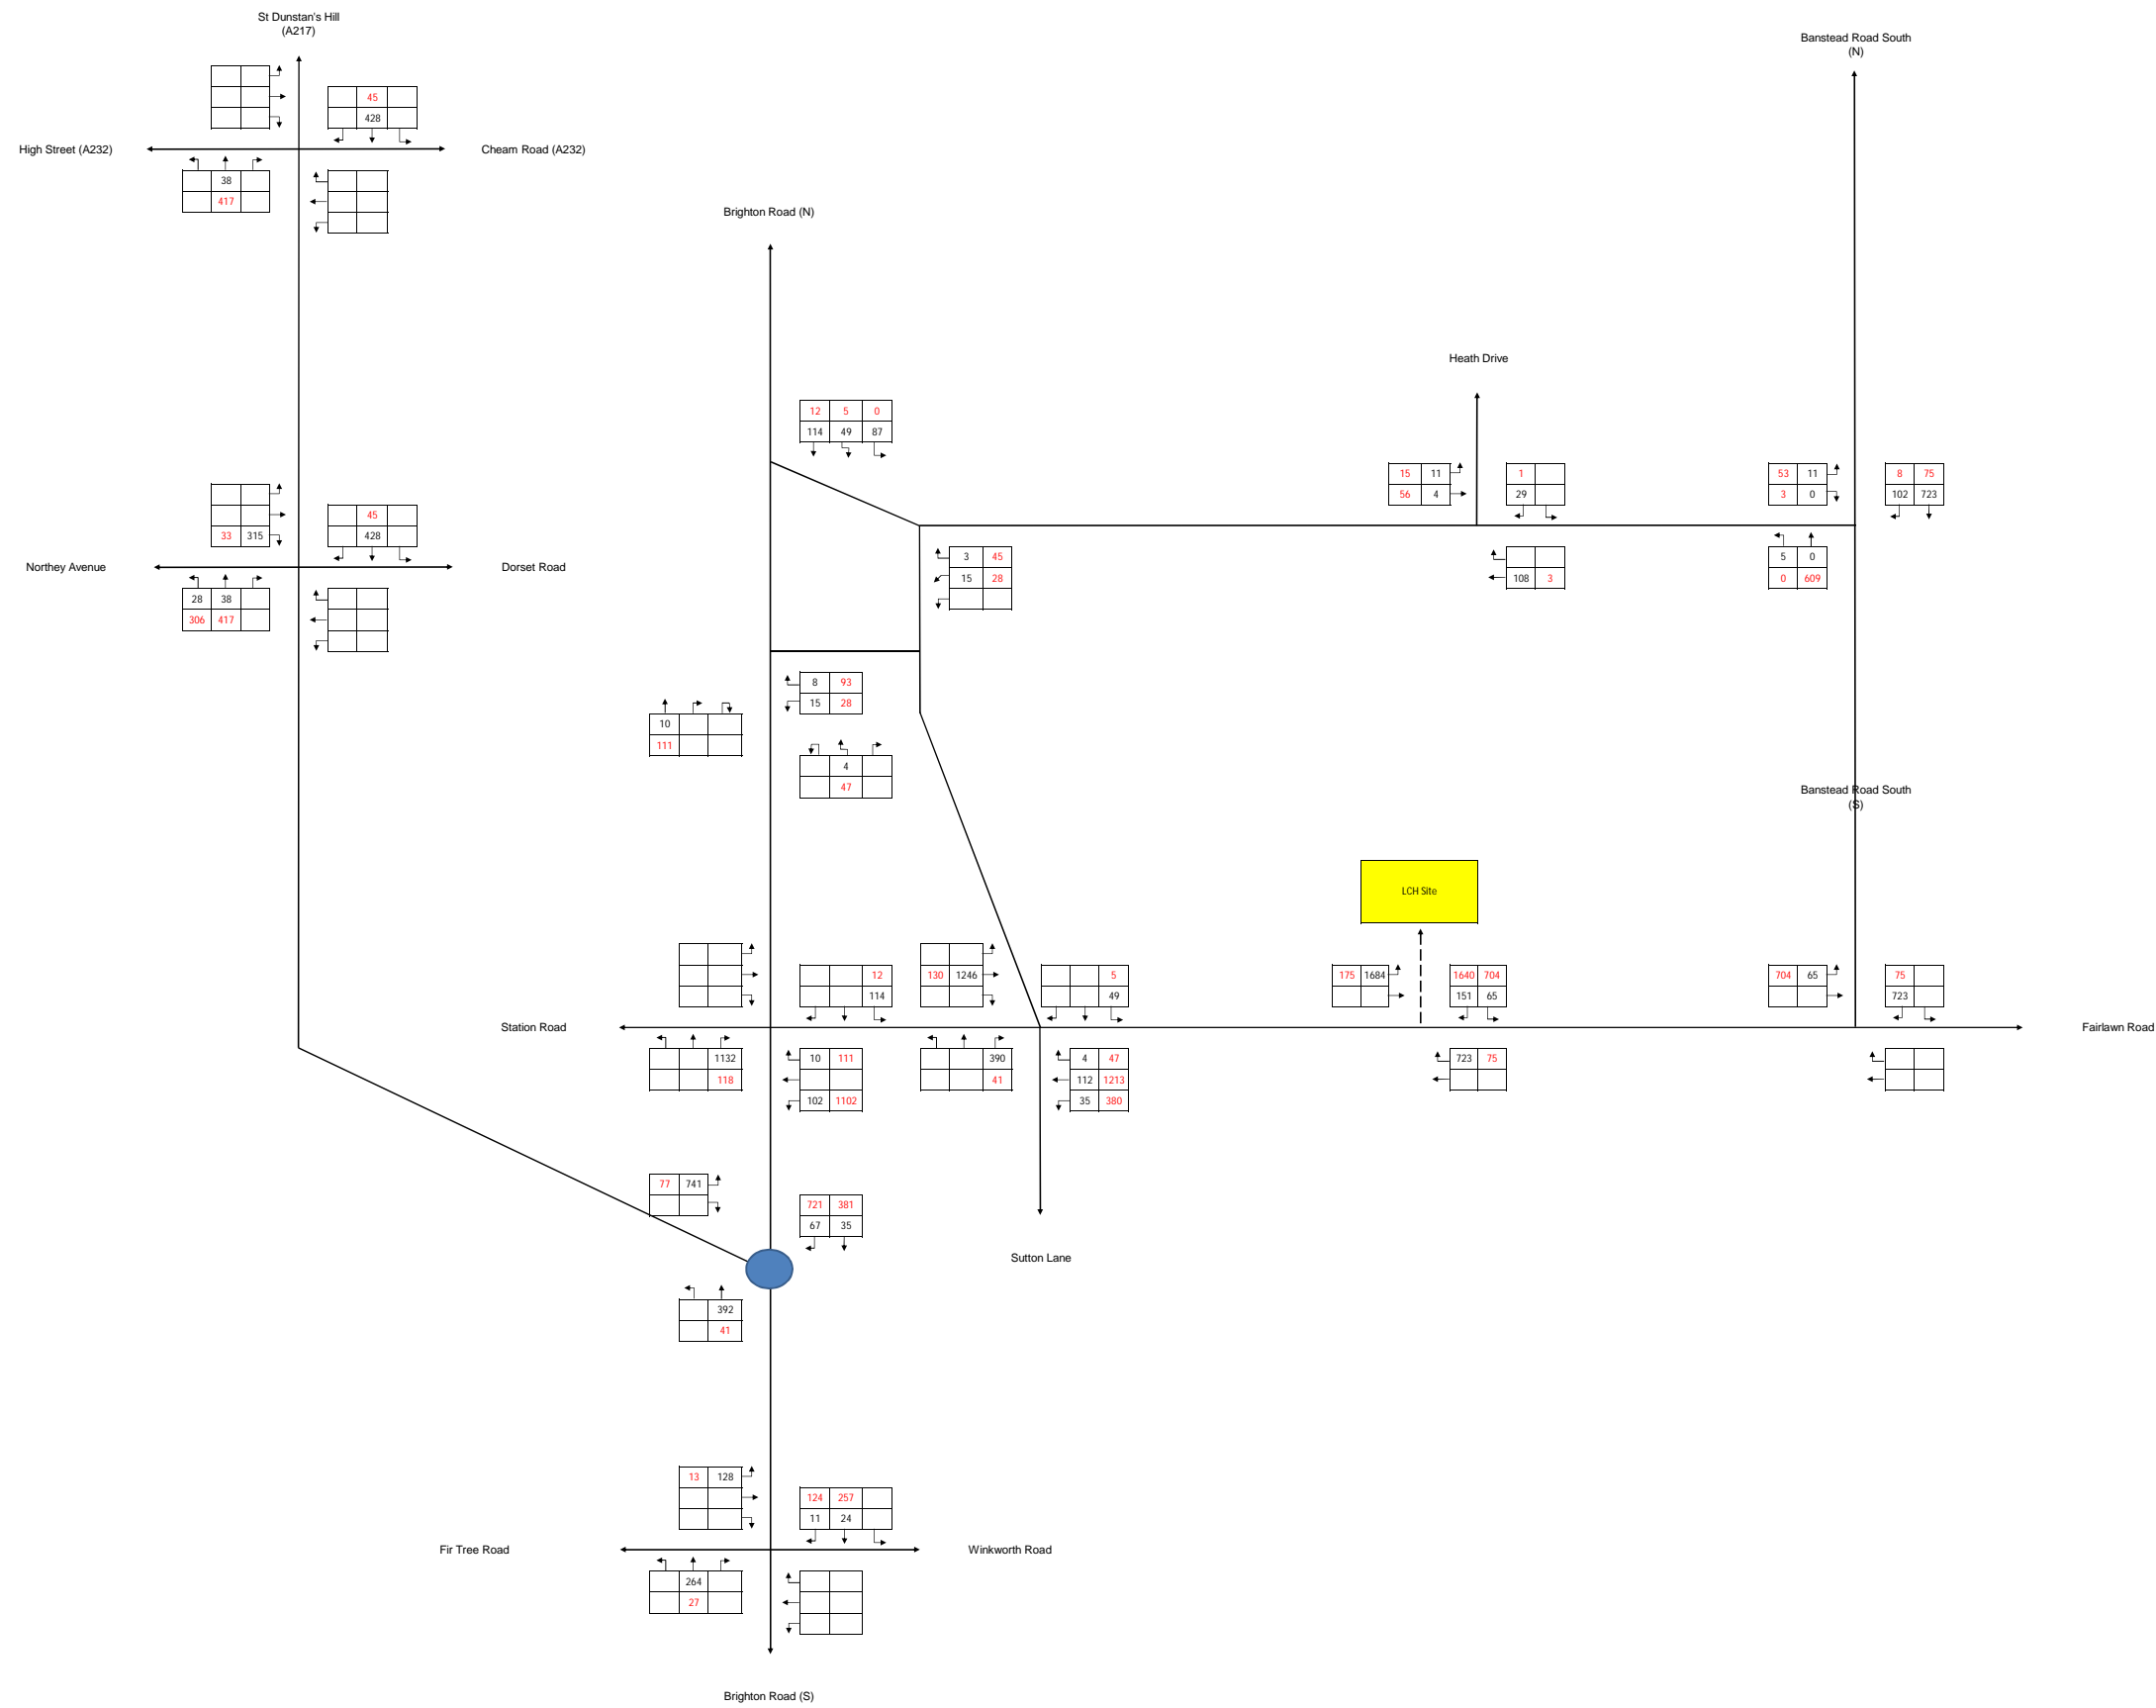 St Dunstan's Hill
(A217)
Banstead Road South
(N)
45
428
High Street (A232)
Cheam Road (A232)
38
417
Brighton Road (N)
Heath Drive
12 5 0
114 49 87
15 11
56 4
1
29
53 11
3 0
8 75
102 723
33 315
45
428
Northey Avenue
Dorset Road
3 45
15 28
108 3
5 0
0 609
28 38
306 417
8 93
15 28
10
111
4
47
Banstead Road South
(S)
LCH Site
12
114
130 1246
5
49
175 1684
1640 704
151 65
704 65
75
723
Station Road
Fairlawn Road
1132
118
10 111
102 1102
390
41
4 47
112 1213
35 380
723 75
77 741
721 381
67 35
Sutton Lane
392
41
13 128
124 257
11 24
Fir Tree Road
Winkworth Road
264
27
Brighton Road (S)